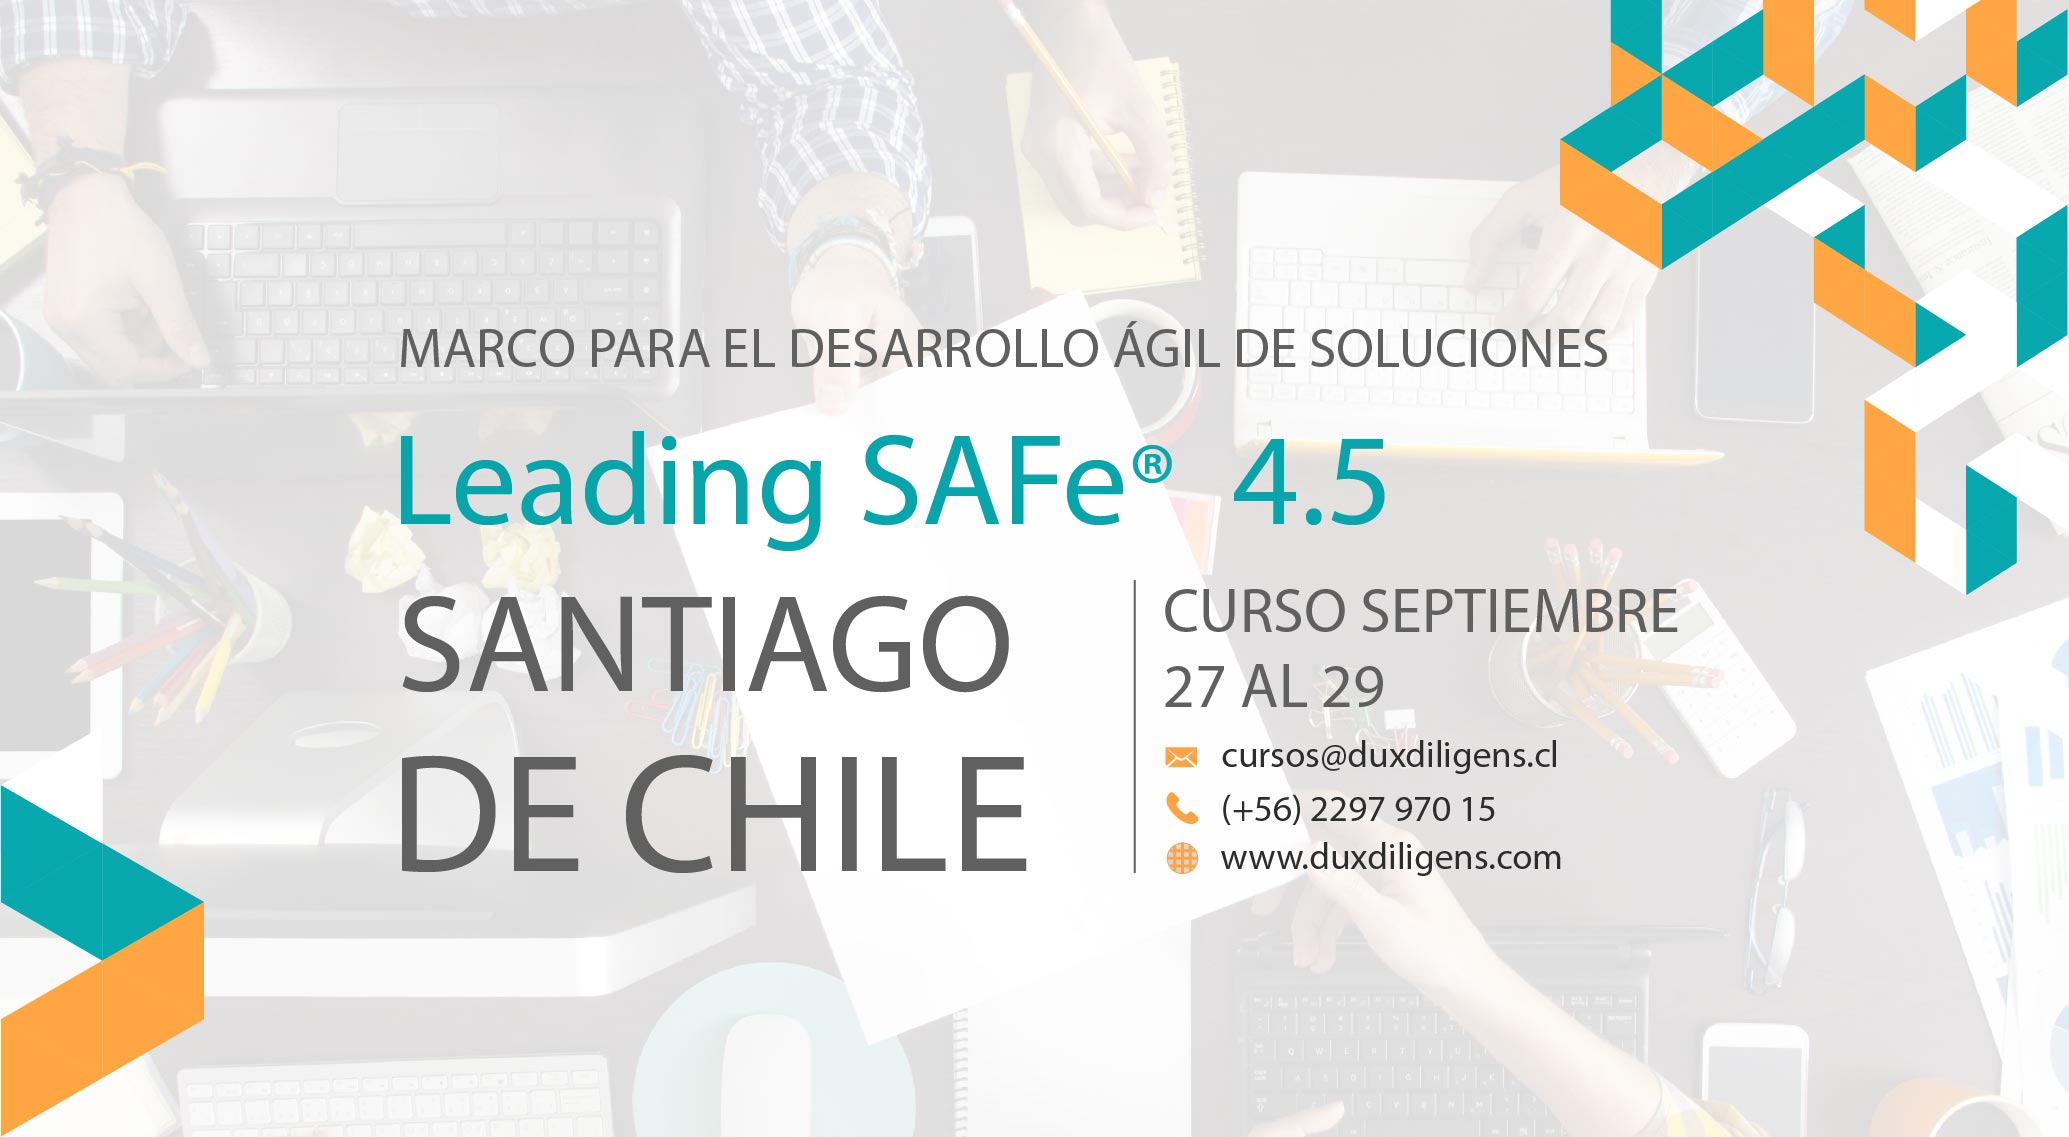 MARCO PARA EL DESARROLLO ÁGIL DE SOLUCIONES
Leading SAFe® 4.5
SANTIAGO
DE CHILE
CURSO SEPTIEMBRE
27 AL 29
cursos@duxdiligens.cl
(+56) 2297 970 15
www.duxdiligens.com